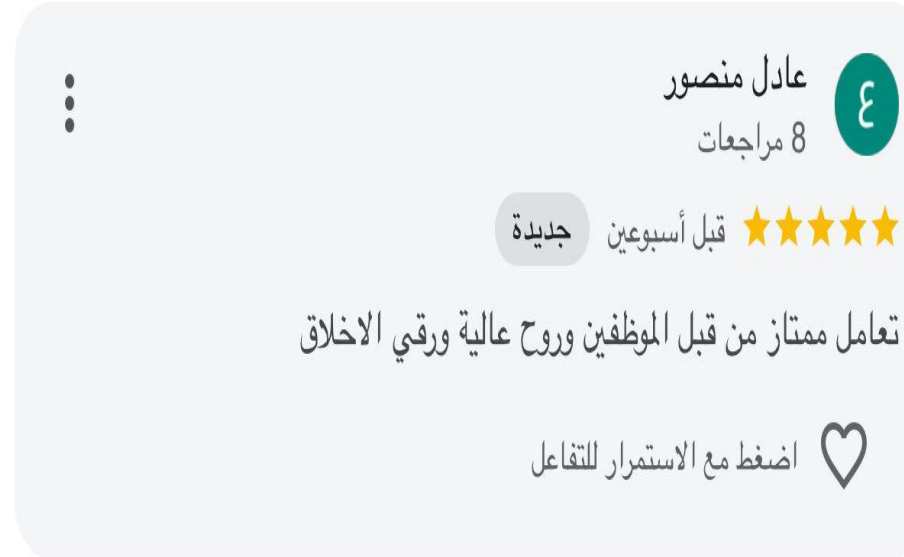 ع
عادل منصور
8 مراجعات
قبل أسبوعين جديدة
تعامل ممتاز من قبل الموظفين وروح عالية ورقي الاخلاق
اضغط مع الاستمرار للتفاعل